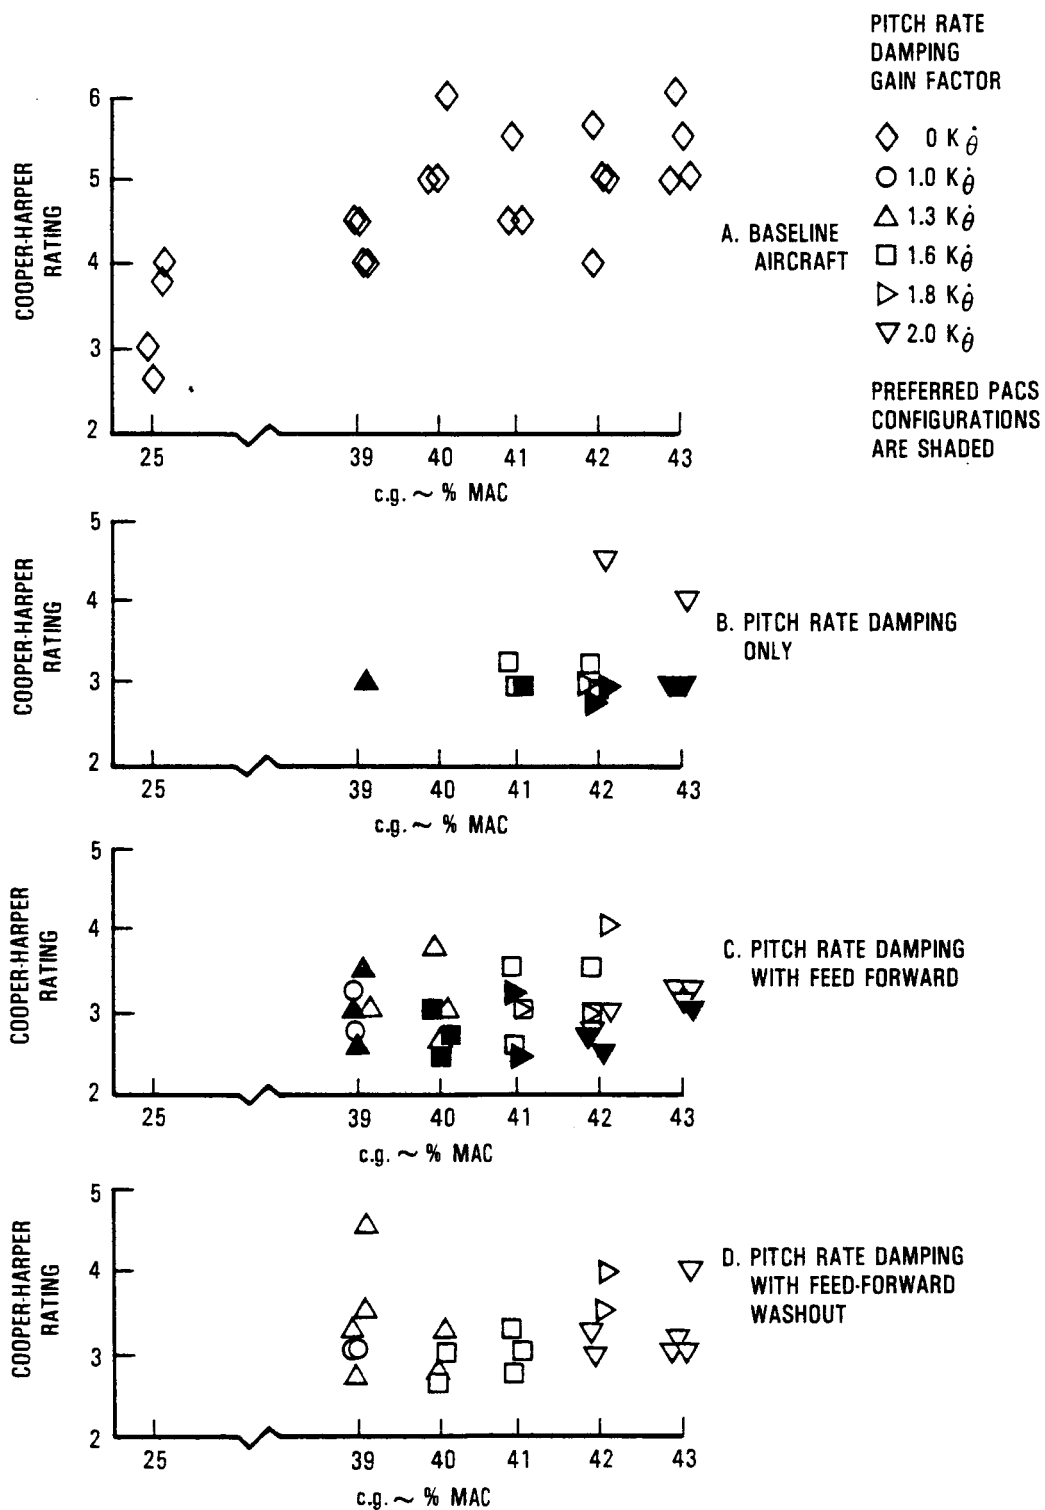 PITCH RATE
DAMPING
GAIN FACTOR
0 K θ̇
1.0 K θ̇
1.3 K θ̇
1.6 K θ̇
1.8 K θ̇
2.0 K θ̇
PREFERRED PACS
CONFIGURATIONS
ARE SHADED
COOPER-HARPER
RATING
6
5
4
3
2
25 39 40 41 42 43
c.g. ~ % MAC
A. BASELINE
AIRCRAFT
COOPER-HARPER
RATING
5
4
3
2
25 39 40 41 42 43
c.g. ~ % MAC
B. PITCH RATE DAMPING
ONLY
COOPER-HARPER
RATING
5
4
3
2
25 39 40 41 42 43
c.g. ~ % MAC
C. PITCH RATE DAMPING
WITH FEED FORWARD
COOPER-HARPER
RATING
5
4
3
2
25 39 40 41 42 43
c.g. ~ % MAC
D. PITCH RATE DAMPING
WITH FEED-FORWARD
WASHOUT